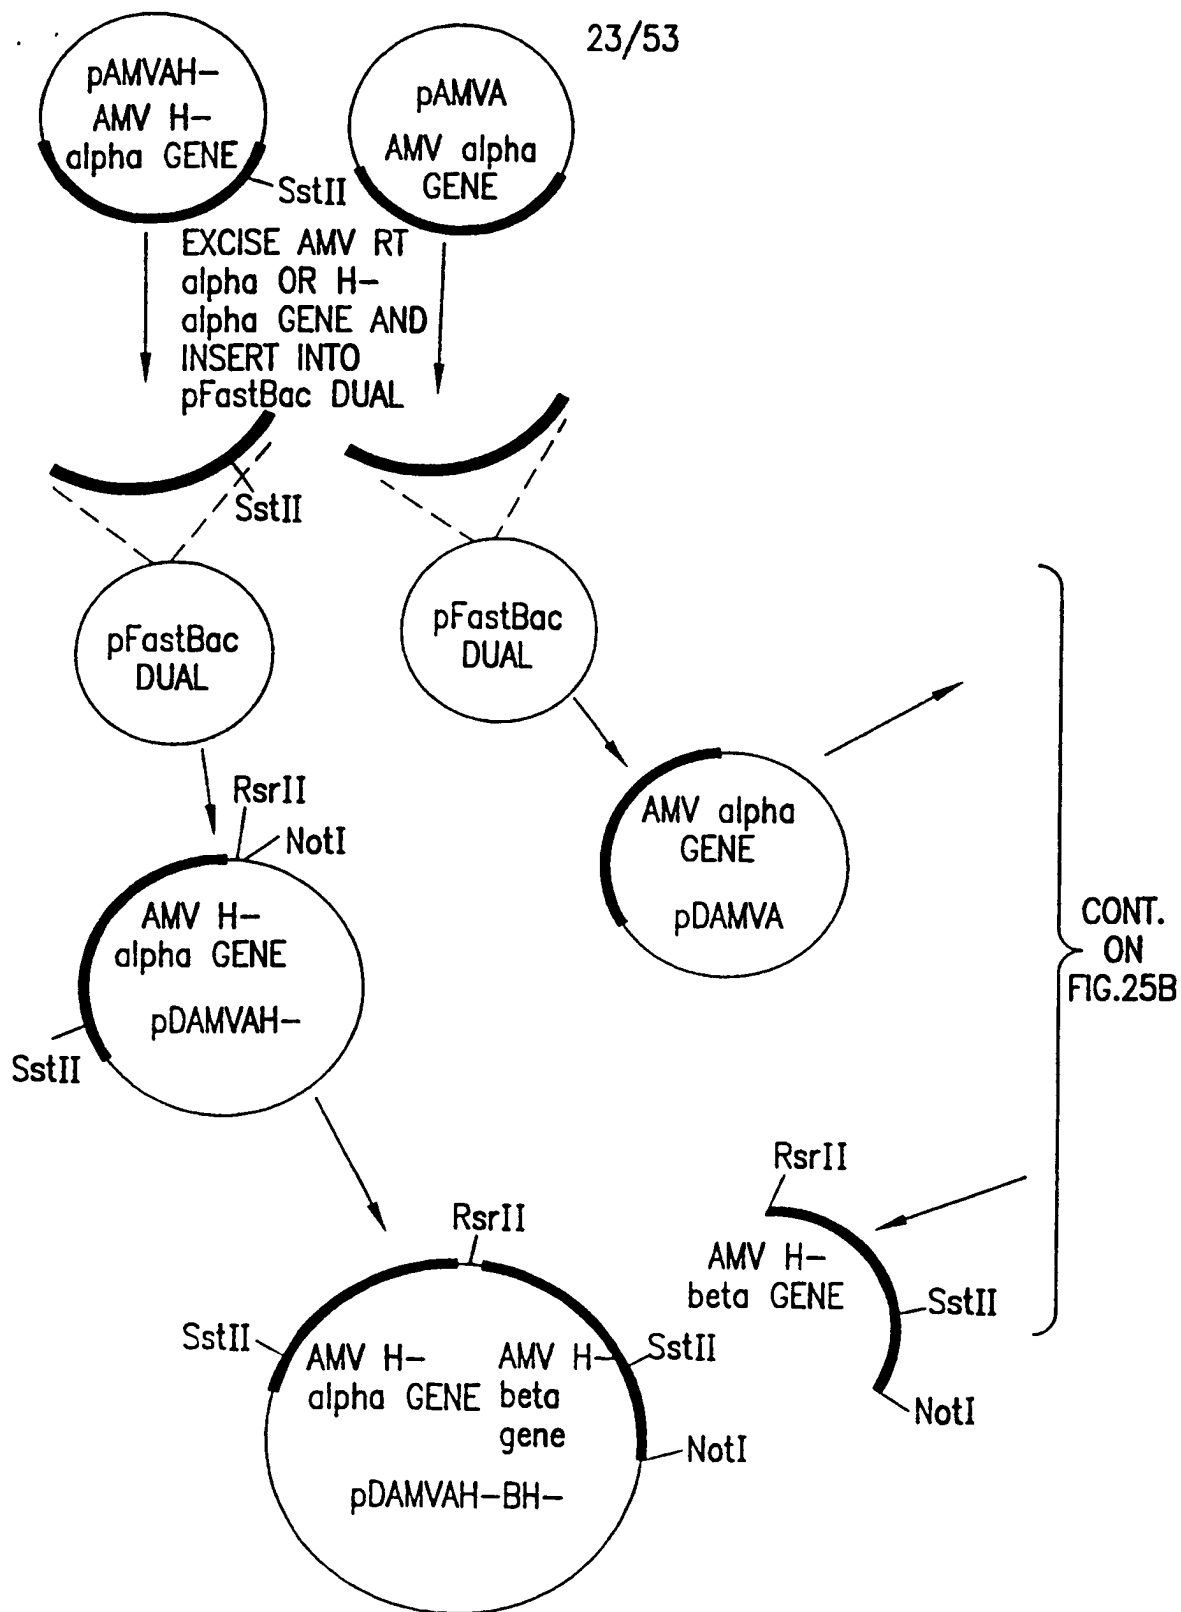 23/53
pAMVAH-
AMV H-
alpha GENE
SstII
pAMVA
AMV alpha
GENE
EXCISE AMV RT
alpha OR H-
alpha GENE AND
INSERT INTO
pFastBac DUAL
SstII
pFastBac
DUAL
pFastBac
DUAL
RsrII
NotI
AMV H-
alpha GENE
pDAMVAH-
SstII
AMV alpha
GENE
pDAMVA
CONT.
ON
FIG.25B
RsrII
AMV H-
beta GENE
SstII
NotI
RsrII
SstII
AMV H-
alpha GENE
AMV H-
beta
gene
SstII
NotI
pDAMVAH-BH-